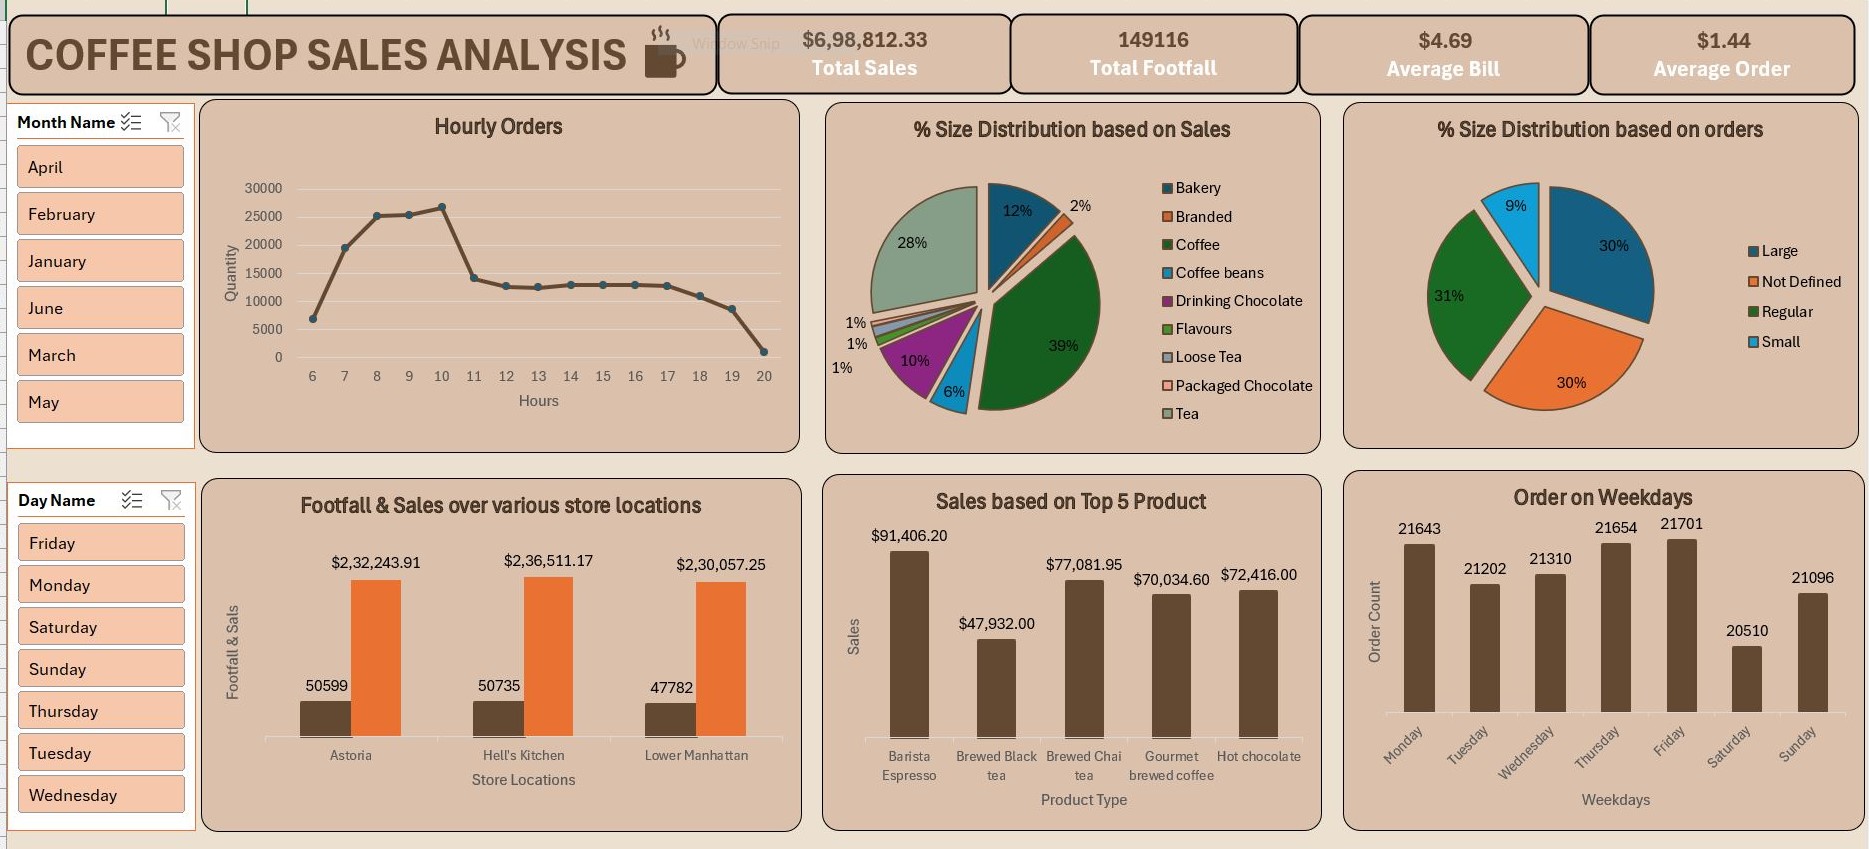 COFFEE SHOP SALES ANALYSIS
Window Snip
$6,98,812.33
Total Sales
149116
Total Footfall
$4.69
Average Bill
$1.44
Average Order
Month Name
April
February
January
June
March
May
Hourly Orders
Quantity
30000
25000
20000
15000
10000
5000
0
6 7 8 9 10 11 12 13 14 15 16 17 18 19 20
Hours
% Size Distribution based on Sales
12%
2%
39%
6%
10%
1%
1%
1%
28%
Bakery
Branded
Coffee
Coffee beans
Drinking Chocolate
Flavours
Loose Tea
Packaged Chocolate
Tea
% Size Distribution based on orders
30%
30%
31%
9%
Large
Not Defined
Regular
Small
Day Name
Friday
Monday
Saturday
Sunday
Thursday
Tuesday
Wednesday
Footfall & Sales over various store locations
Footfall & Sals
$2,32,243.91
$2,36,511.17
$2,30,057.25
50599
50735
47782
Astoria
Hell's Kitchen
Lower Manhattan
Store Locations
Sales based on Top 5 Product
Sales
$91,406.20
$47,932.00
$77,081.95
$70,034.60
$72,416.00
Barista
Espresso
Brewed Black
tea
Brewed Chai
tea
Gourmet
brewed coffee
Hot chocolate
Product Type
Order on Weekdays
Order Count
21643
21202
21310
21654
21701
20510
21096
Monday
Tuesday
Wednesday
Thursday
Friday
Saturday
Sunday
Weekdays